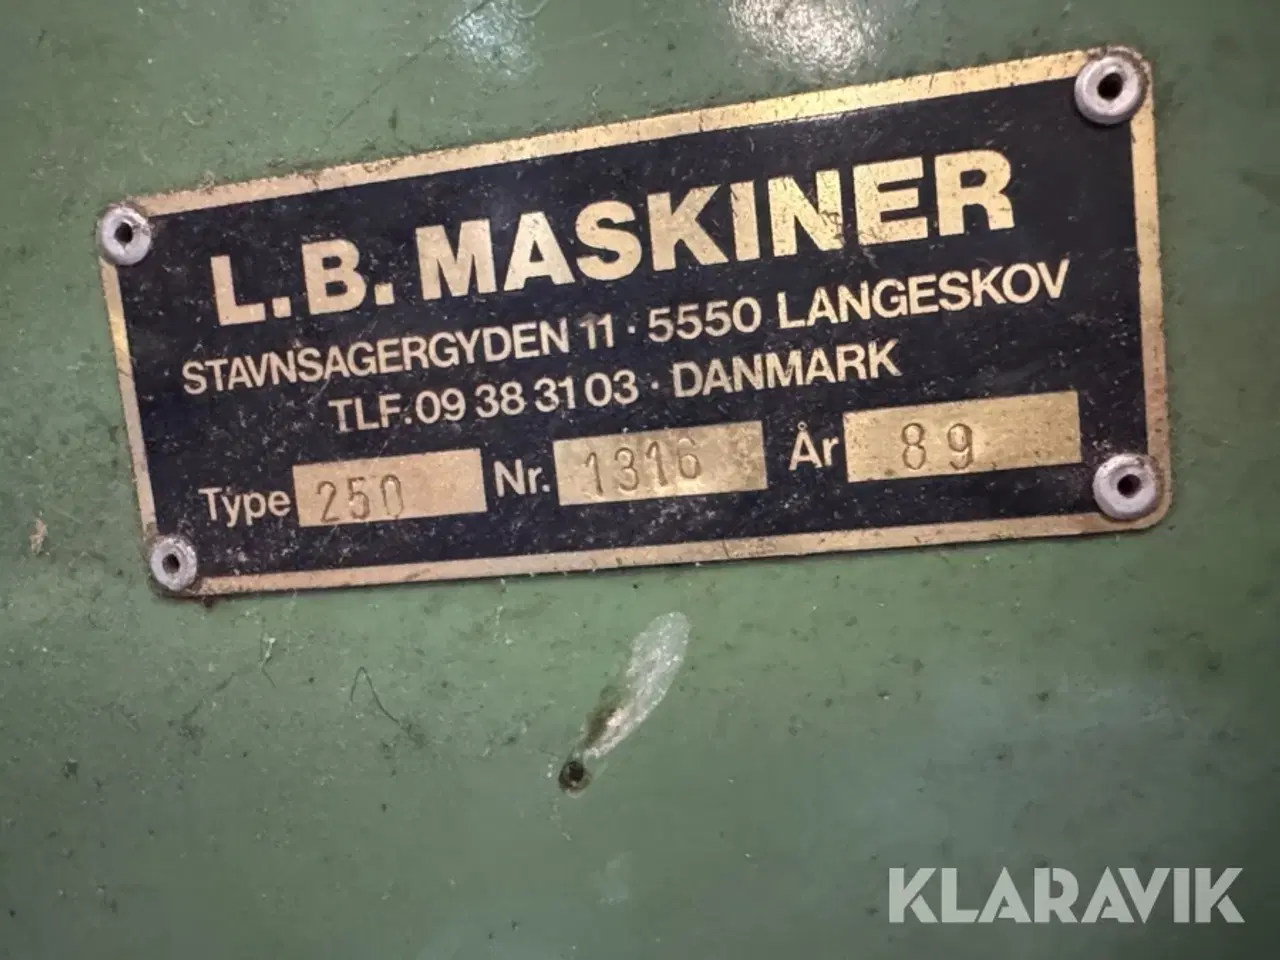 L.B. MASKINER
STAVNSAGERGYDEN 11 · 5550 LANGESKOV
TLF. 09 38 31 03 · DANMARK
Type 250 Nr. 1316 År 89
KLARAVIK